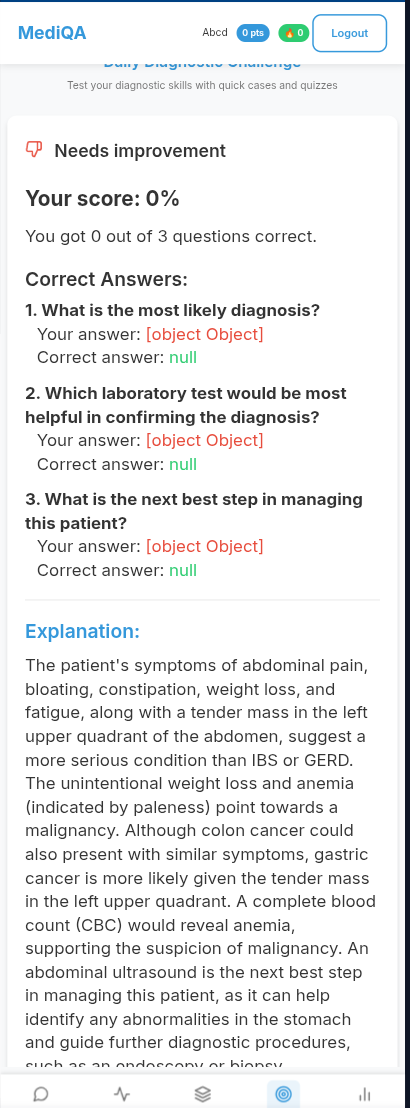 MediQA
Abcd
0 pts
🔥 0
Logout
Daily Diagnostic Challenge
Test your diagnostic skills with quick cases and quizzes
Needs improvement
Your score: 0%
You got 0 out of 3 questions correct.
Correct Answers:
1. What is the most likely diagnosis?
Your answer: [object Object]
Correct answer: null
2. Which laboratory test would be most
helpful in confirming the diagnosis?
Your answer: [object Object]
Correct answer: null
3. What is the next best step in managing
this patient?
Your answer: [object Object]
Correct answer: null
Explanation:
The patient's symptoms of abdominal pain,
bloating, constipation, weight loss, and
fatigue, along with a tender mass in the left
upper quadrant of the abdomen, suggest a
more serious condition than IBS or GERD.
The unintentional weight loss and anemia
(indicated by paleness) point towards a
malignancy. Although colon cancer could
also present with similar symptoms, gastric
cancer is more likely given the tender mass
in the left upper quadrant. A complete blood
count (CBC) would reveal anemia,
supporting the suspicion of malignancy. An
abdominal ultrasound is the next best step
in managing this patient, as it can help
identify any abnormalities in the stomach
and guide further diagnostic procedures,
such as an endoscopy or biopsy.